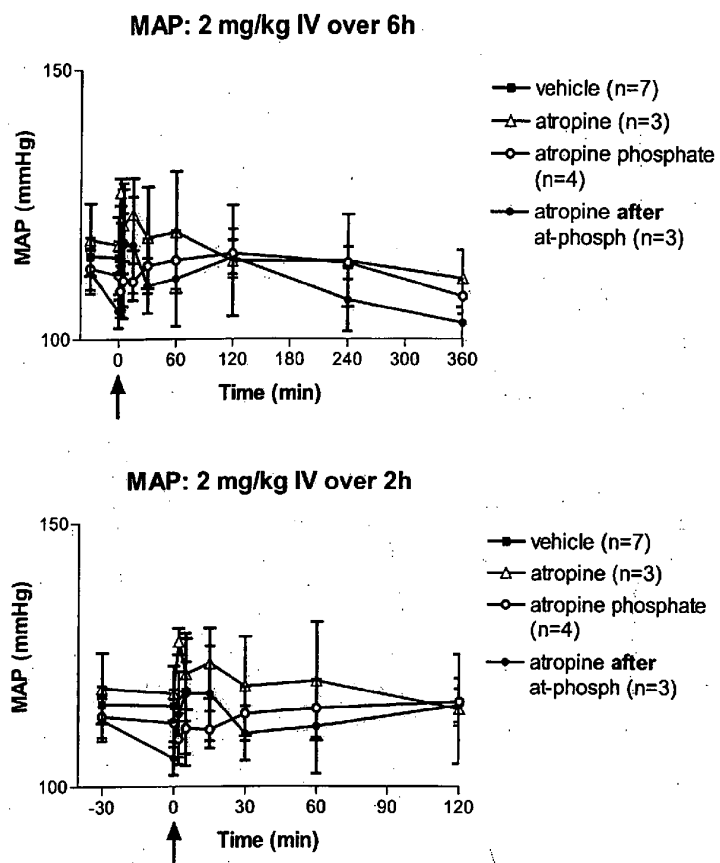 MAP: 2 mg/kg IV over 6h
150
100
MAP (mmHg)
0 60 120 180 240 300 360
Time (min)
vehicle (n=7)
atropine (n=3)
atropine phosphate
(n=4)
atropine after
at-phosph (n=3)
MAP: 2 mg/kg IV over 2h
150
100
MAP (mmHg)
-30 0 30 60 90 120
Time (min)
vehicle (n=7)
atropine (n=3)
atropine phosphate
(n=4)
atropine after
at-phosph (n=3)